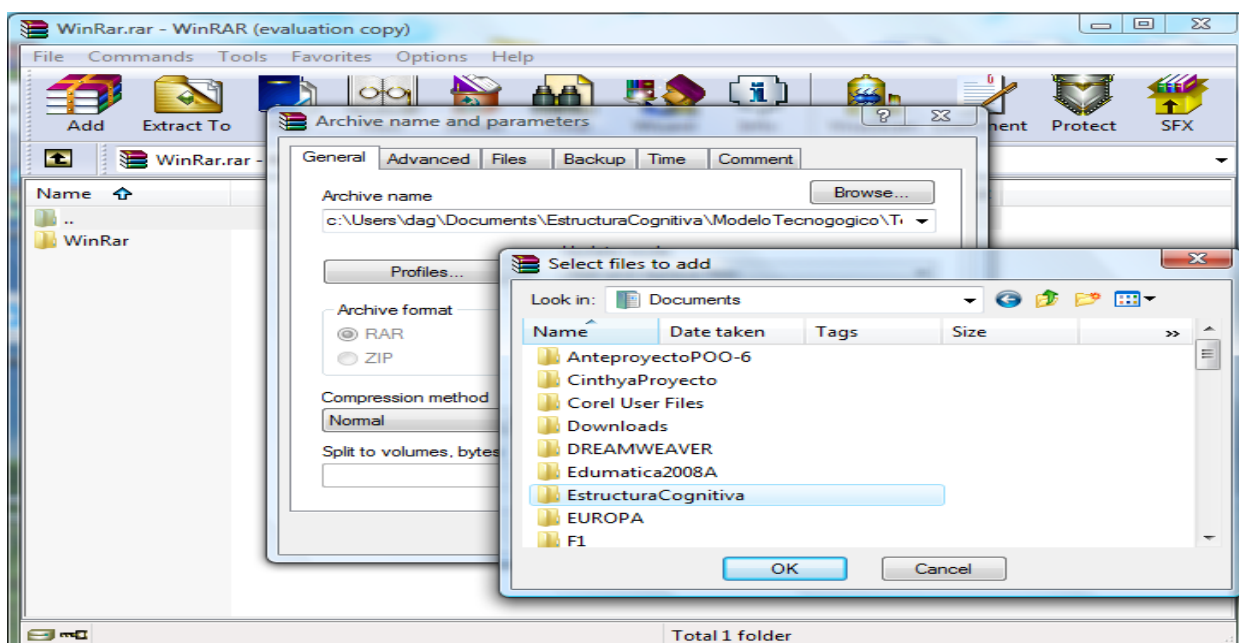 WinRar.rar - WinRAR (evaluation copy)
File Commands Tools Favorites Options Help
Add Extract To Protect SFX
WinRar.rar -
Name
..
WinRar
Archive name and parameters
General Advanced Files Backup Time Comment
Archive name
Browse...
c:\Users\dag\Documents\EstructuraCognitiva\ModeloTecnogogico\T
Profiles...
Archive format
RAR
ZIP
Compression method
Normal
Split to volumes, bytes
Select files to add
Look in: Documents
Name Date taken Tags Size
AnteproyectoPOO-6
CinthyaProyecto
Corel User Files
Downloads
DREAMWEAVER
Edumatica2008A
EstructuraCognitiva
EUROPA
F1
OK Cancel
Total 1 folder